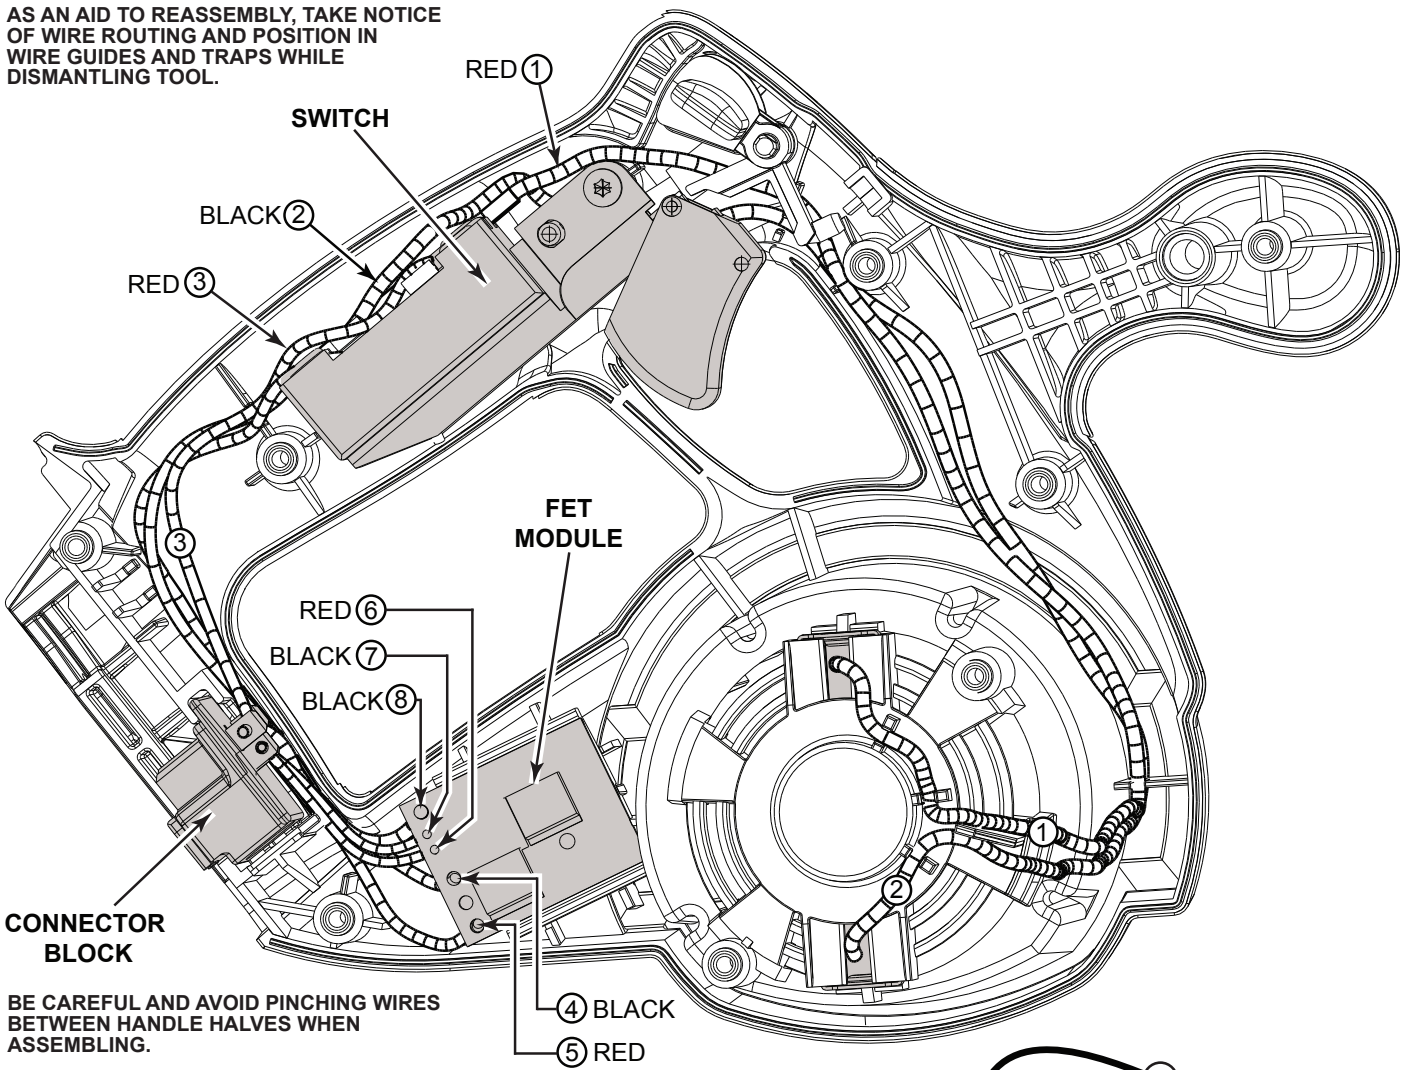 AS AN AID TO REASSEMBLY, TAKE NOTICE
OF WIRE ROUTING AND POSITION IN
WIRE GUIDES AND TRAPS WHILE
DISMANTLING TOOL.
RED 1
SWITCH
BLACK 2
RED 3
FET
MODULE
3
RED 6
BLACK 7
BLACK 8
1
2
CONNECTOR
BLOCK
BE CAREFUL AND AVOID PINCHING WIRES
BETWEEN HANDLE HALVES WHEN
ASSEMBLING.
4 BLACK
5 RED